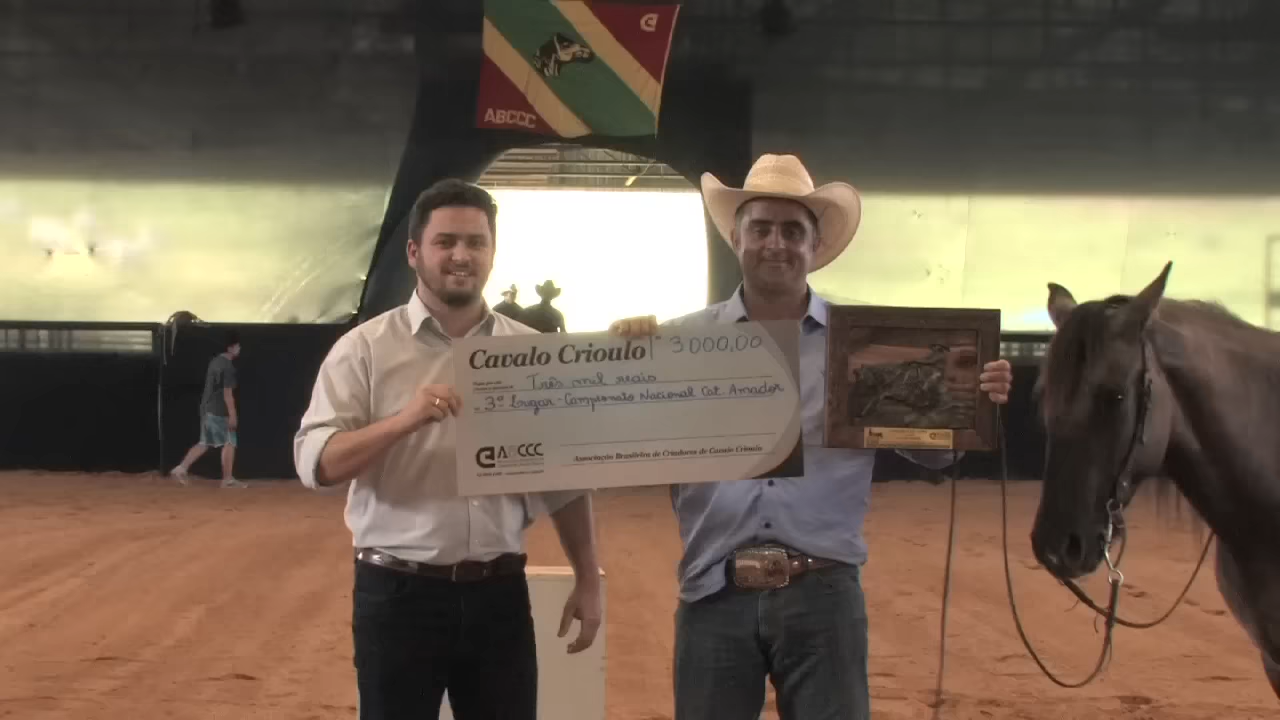 ABCCC
Cavalo Crioulo R$ 3000,00
Três mil reais
3º Lugar - Campeonato Nacional Cat. Amador
ABCCC
Associação Brasileira de Criadores de Cavalo Crioulo